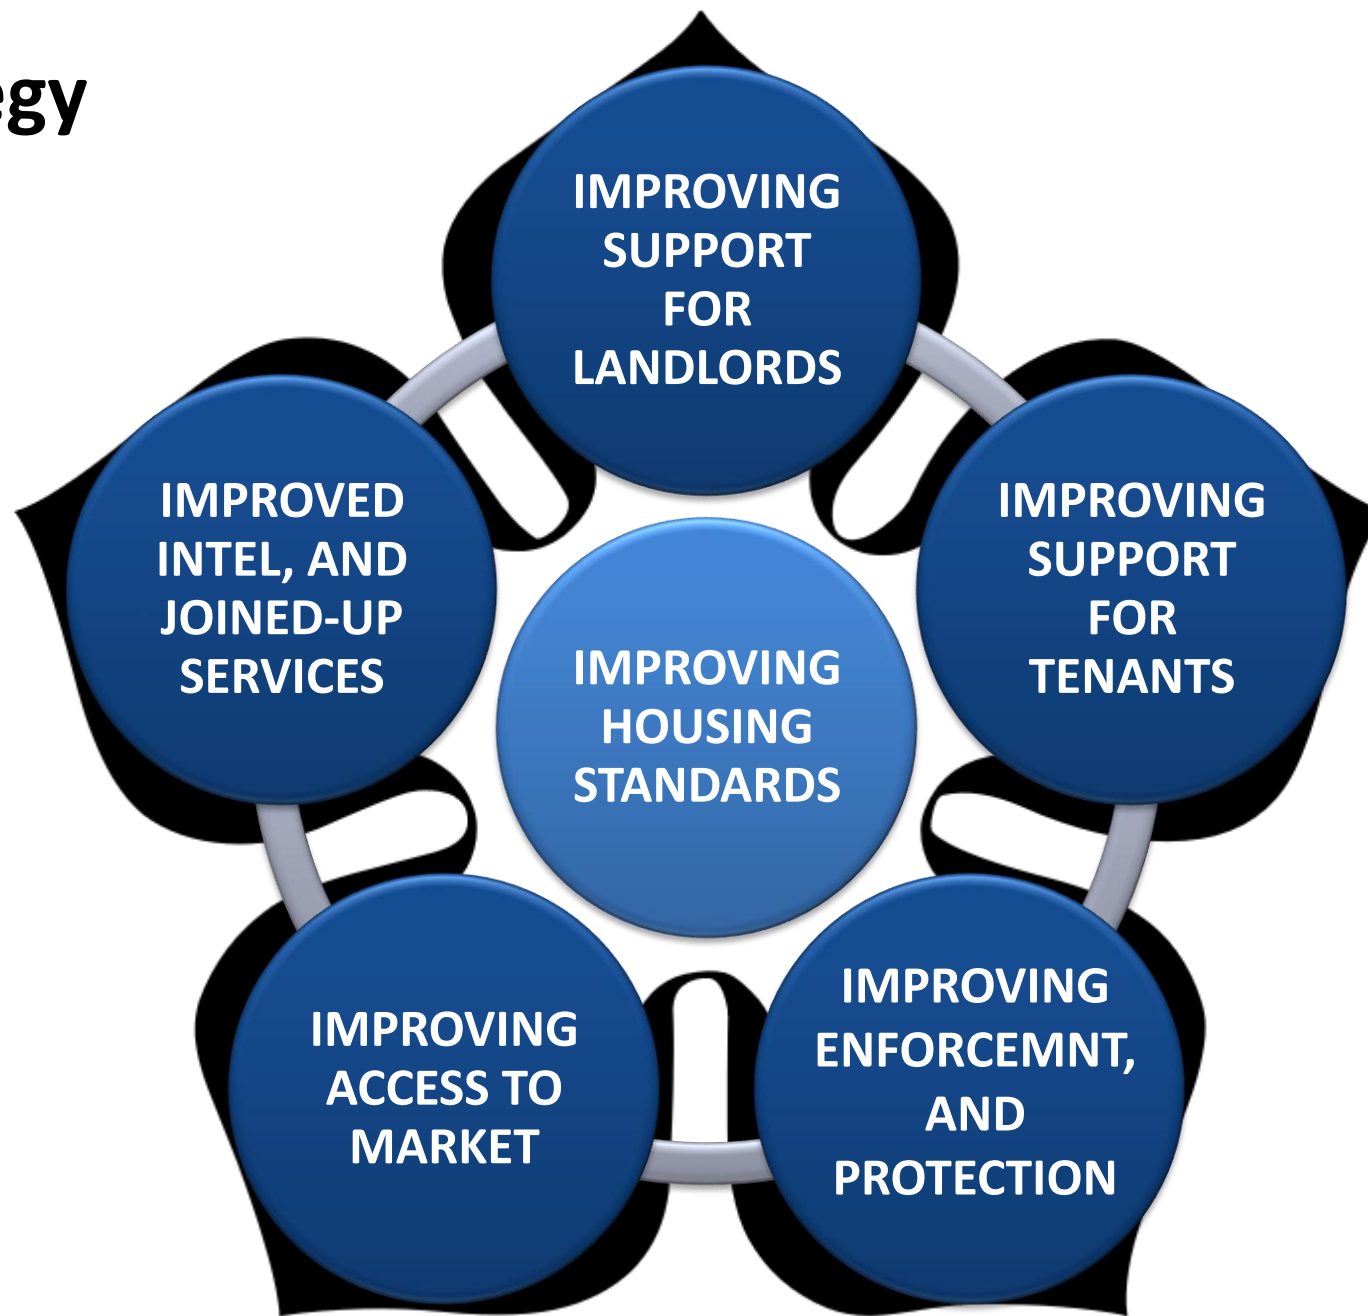 egy
IMPROVING
SUPPORT
FOR
LANDLORDS
IMPROVING
SUPPORT
FOR
TENANTS
IMPROVING
ENFORCEMNT,
AND
PROTECTION
IMPROVING
ACCESS TO
MARKET
IMPROVED
INTEL, AND
JOINED-UP
SERVICES
IMPROVING
HOUSING
STANDARDS